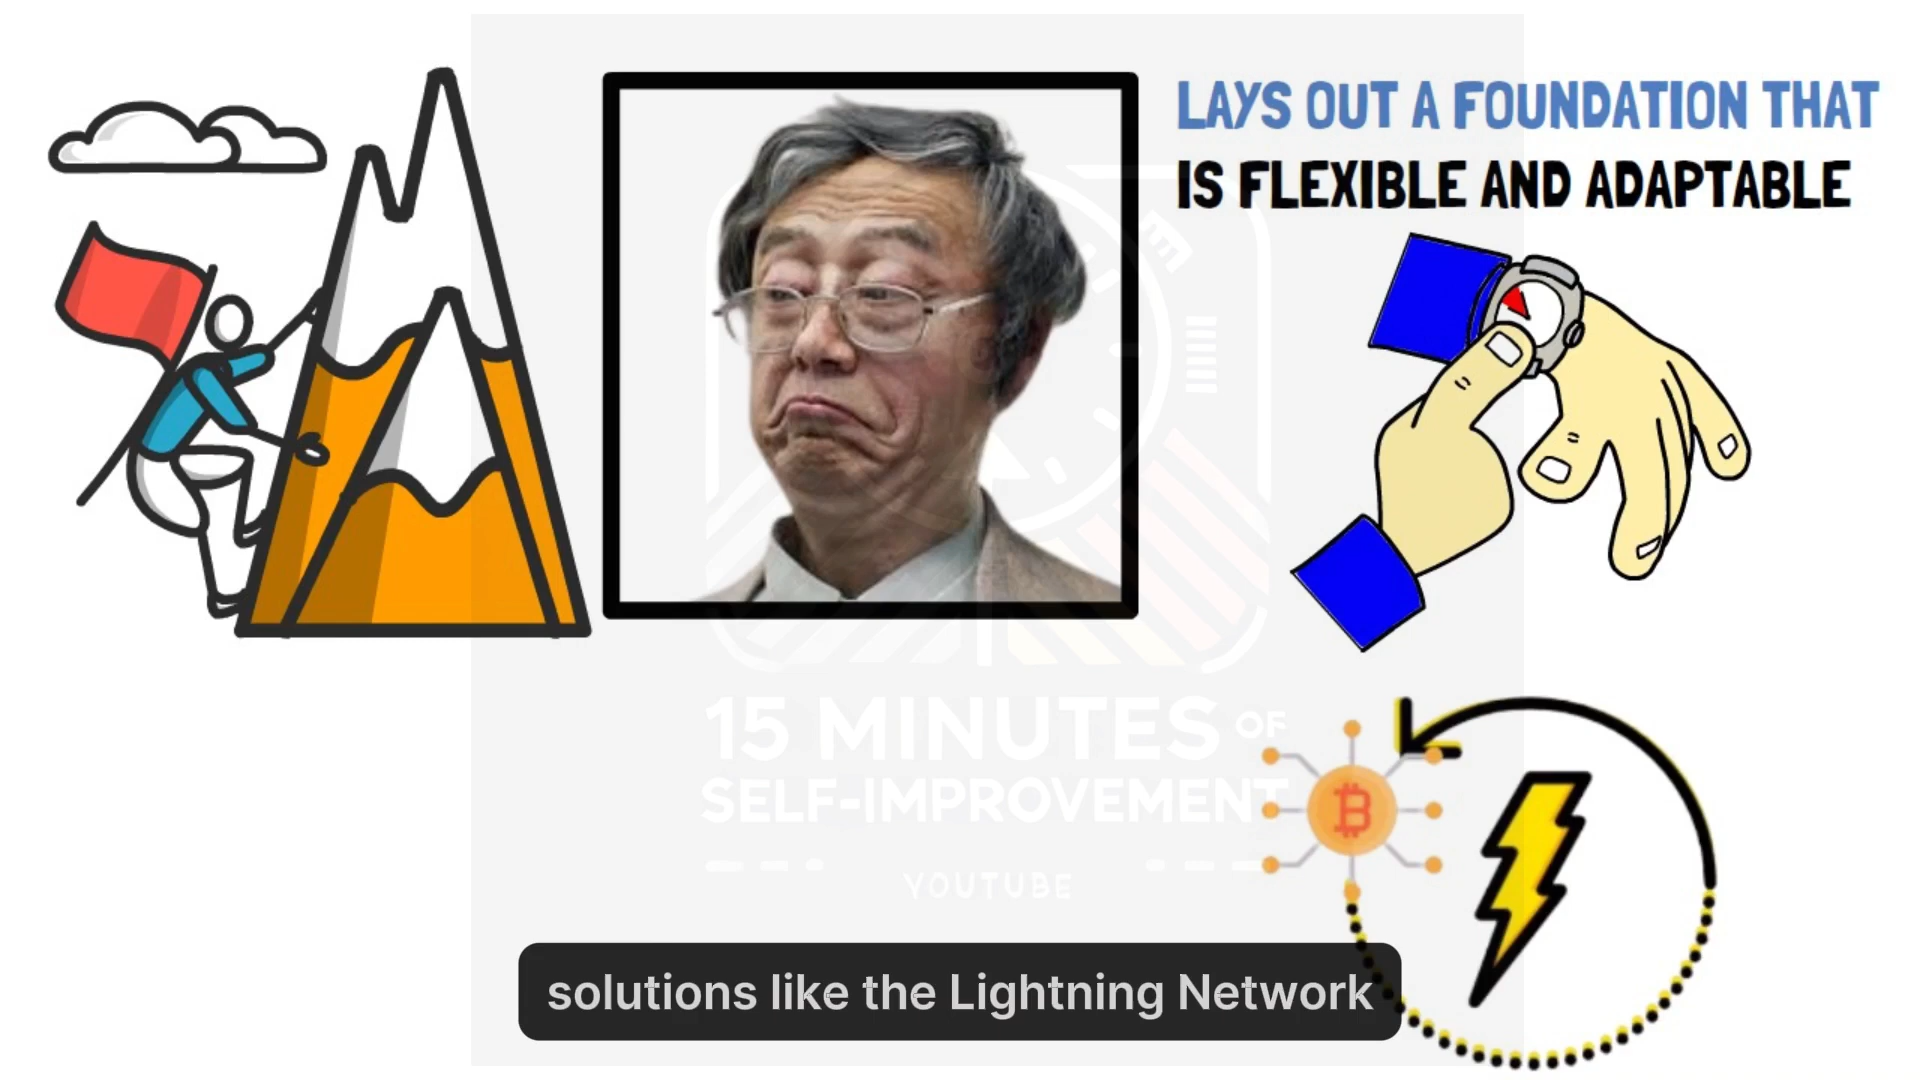 LAYS OUT A FOUNDATION THAT
IS FLEXIBLE AND ADAPTABLE
15 MINUTES OF
SELF-IMPROVEMENT
YOUTUBE
solutions like the Lightning Network